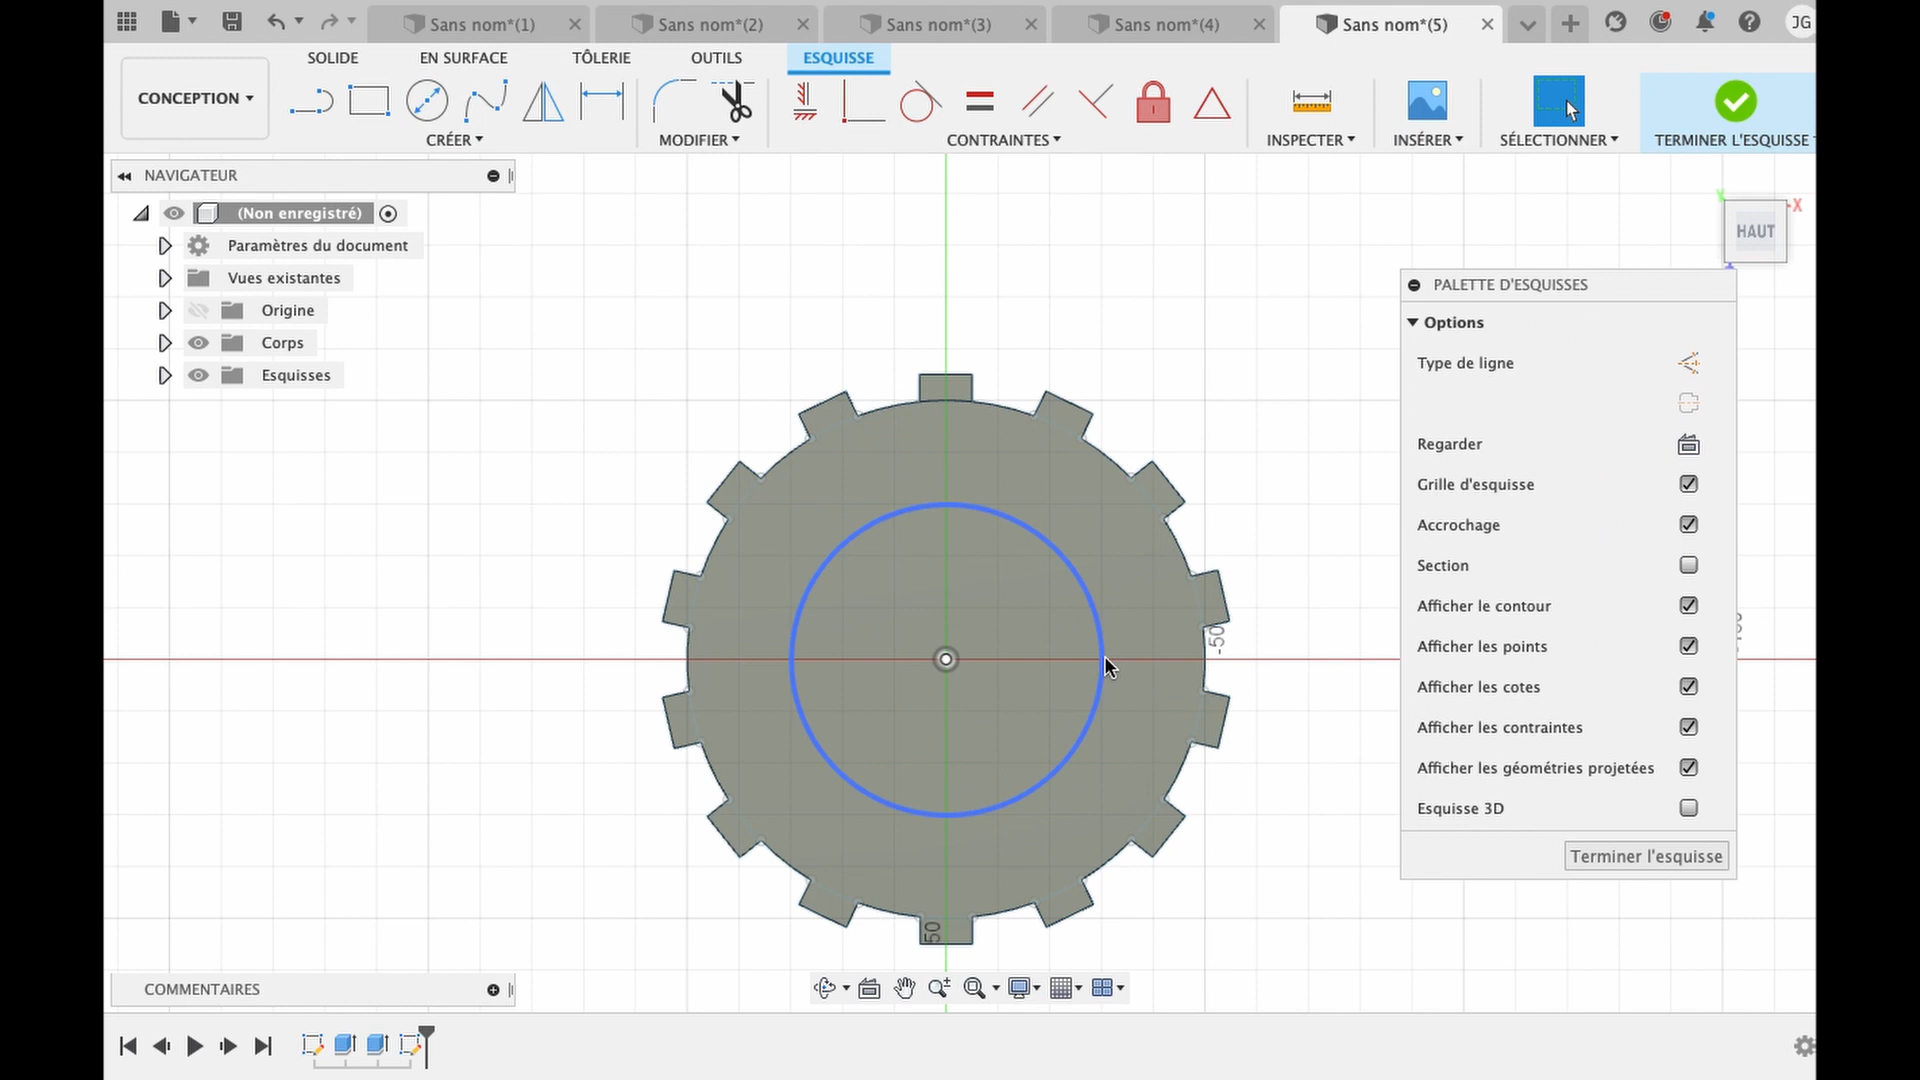 Sans nom*(1)
Sans nom*(2)
Sans nom*(3)
Sans nom*(4)
Sans nom*(5)
JG
SOLIDE
EN SURFACE
TÔLERIE
OUTILS
ESQUISSE
CONCEPTION
CRÉER
MODIFIER
CONTRAINTES
INSPECTER
INSÉRER
SÉLECTIONNER
TERMINER L'ESQUISSE
NAVIGATEUR
(Non enregistré)
Paramètres du document
Vues existantes
Origine
Corps
Esquisses
Y
X
HAUT
PALETTE D'ESQUISSES
Options
Type de ligne
Regarder
Grille d'esquisse
Accrochage
Section
Afficher le contour
Afficher les points
Afficher les cotes
Afficher les contraintes
Afficher les géométries projetées
Esquisse 3D
Terminer l'esquisse
-50
50
COMMENTAIRES